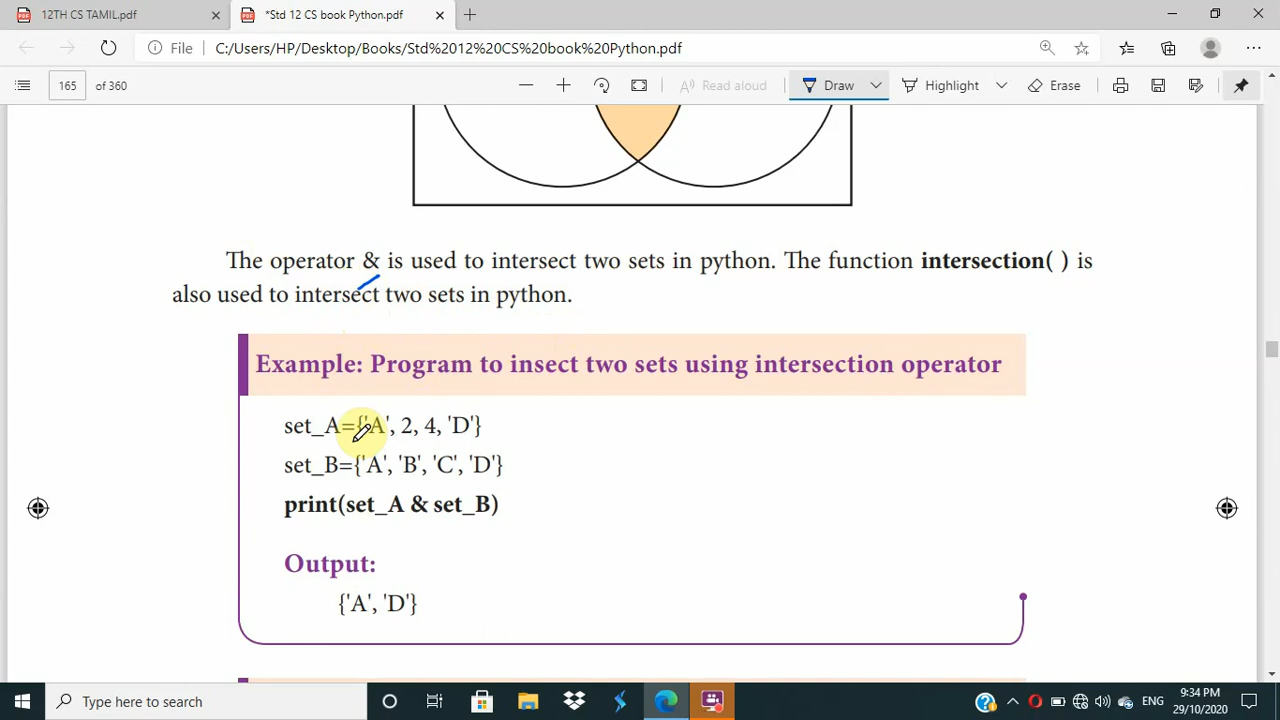 12TH CS TAMIL.pdf
*Std 12 CS book Python.pdf
File C:/Users/HP/Desktop/Books/Std%2012%20CS%20book%20Python.pdf
165 of 360
Read aloud
Draw
Highlight
Erase
The operator & is used to intersect two sets in python. The function intersection( ) is
also used to intersect two sets in python.
Example: Program to insect two sets using intersection operator
set_A={'A', 2, 4, 'D'}
set_B={'A', 'B', 'C', 'D'}
print(set_A & set_B)
Output:
{'A', 'D'}
Type here to search
ENG
9:34 PM
29/10/2020